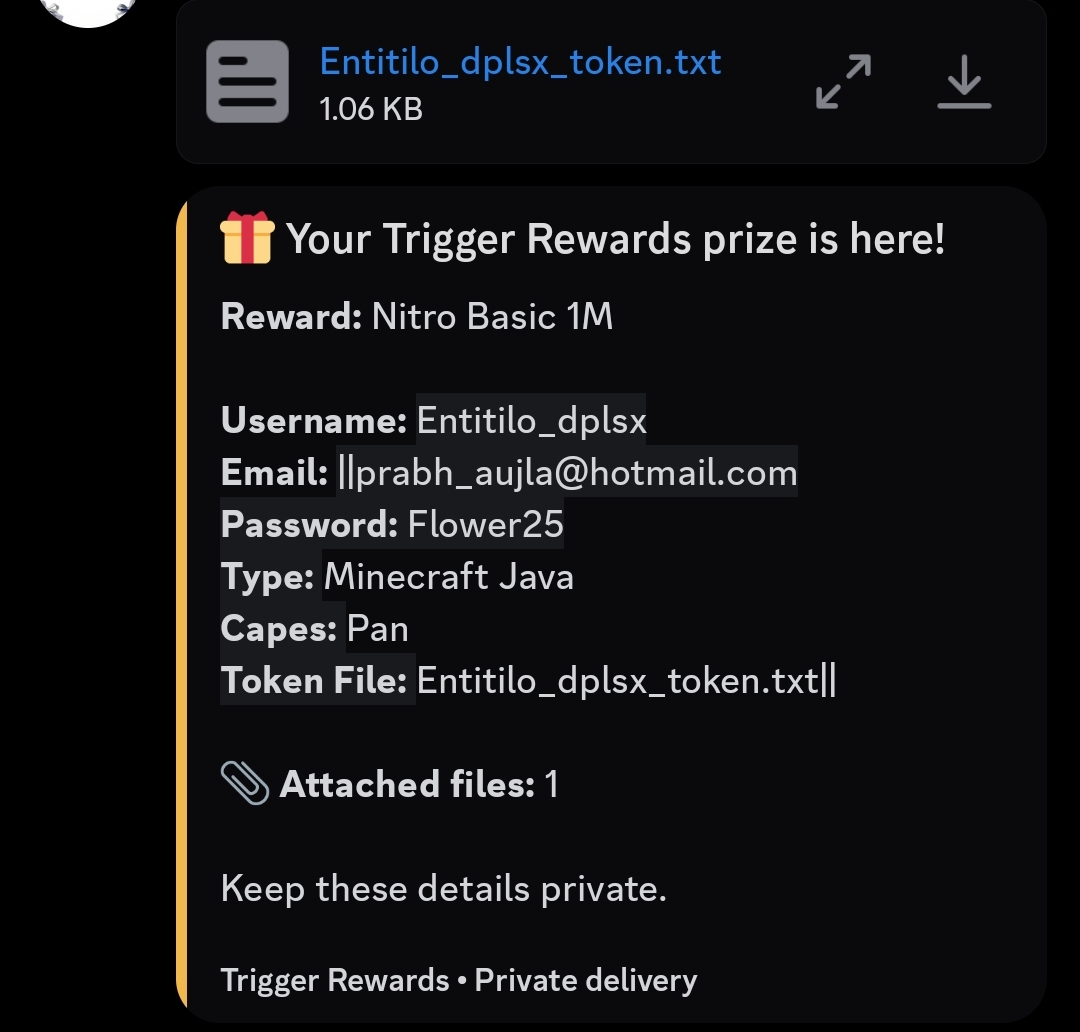 Entitilo_dplsx_token.txt
1.06 KB
🎁 Your Trigger Rewards prize is here!
Reward: Nitro Basic 1M
Username: Entitilo_dplsx
Email: ||prabh_aujla@hotmail.com
Password: Flower25
Type: Minecraft Java
Capes: Pan
Token File: Entitilo_dplsx_token.txt||
📎 Attached files: 1
Keep these details private.
Trigger Rewards • Private delivery